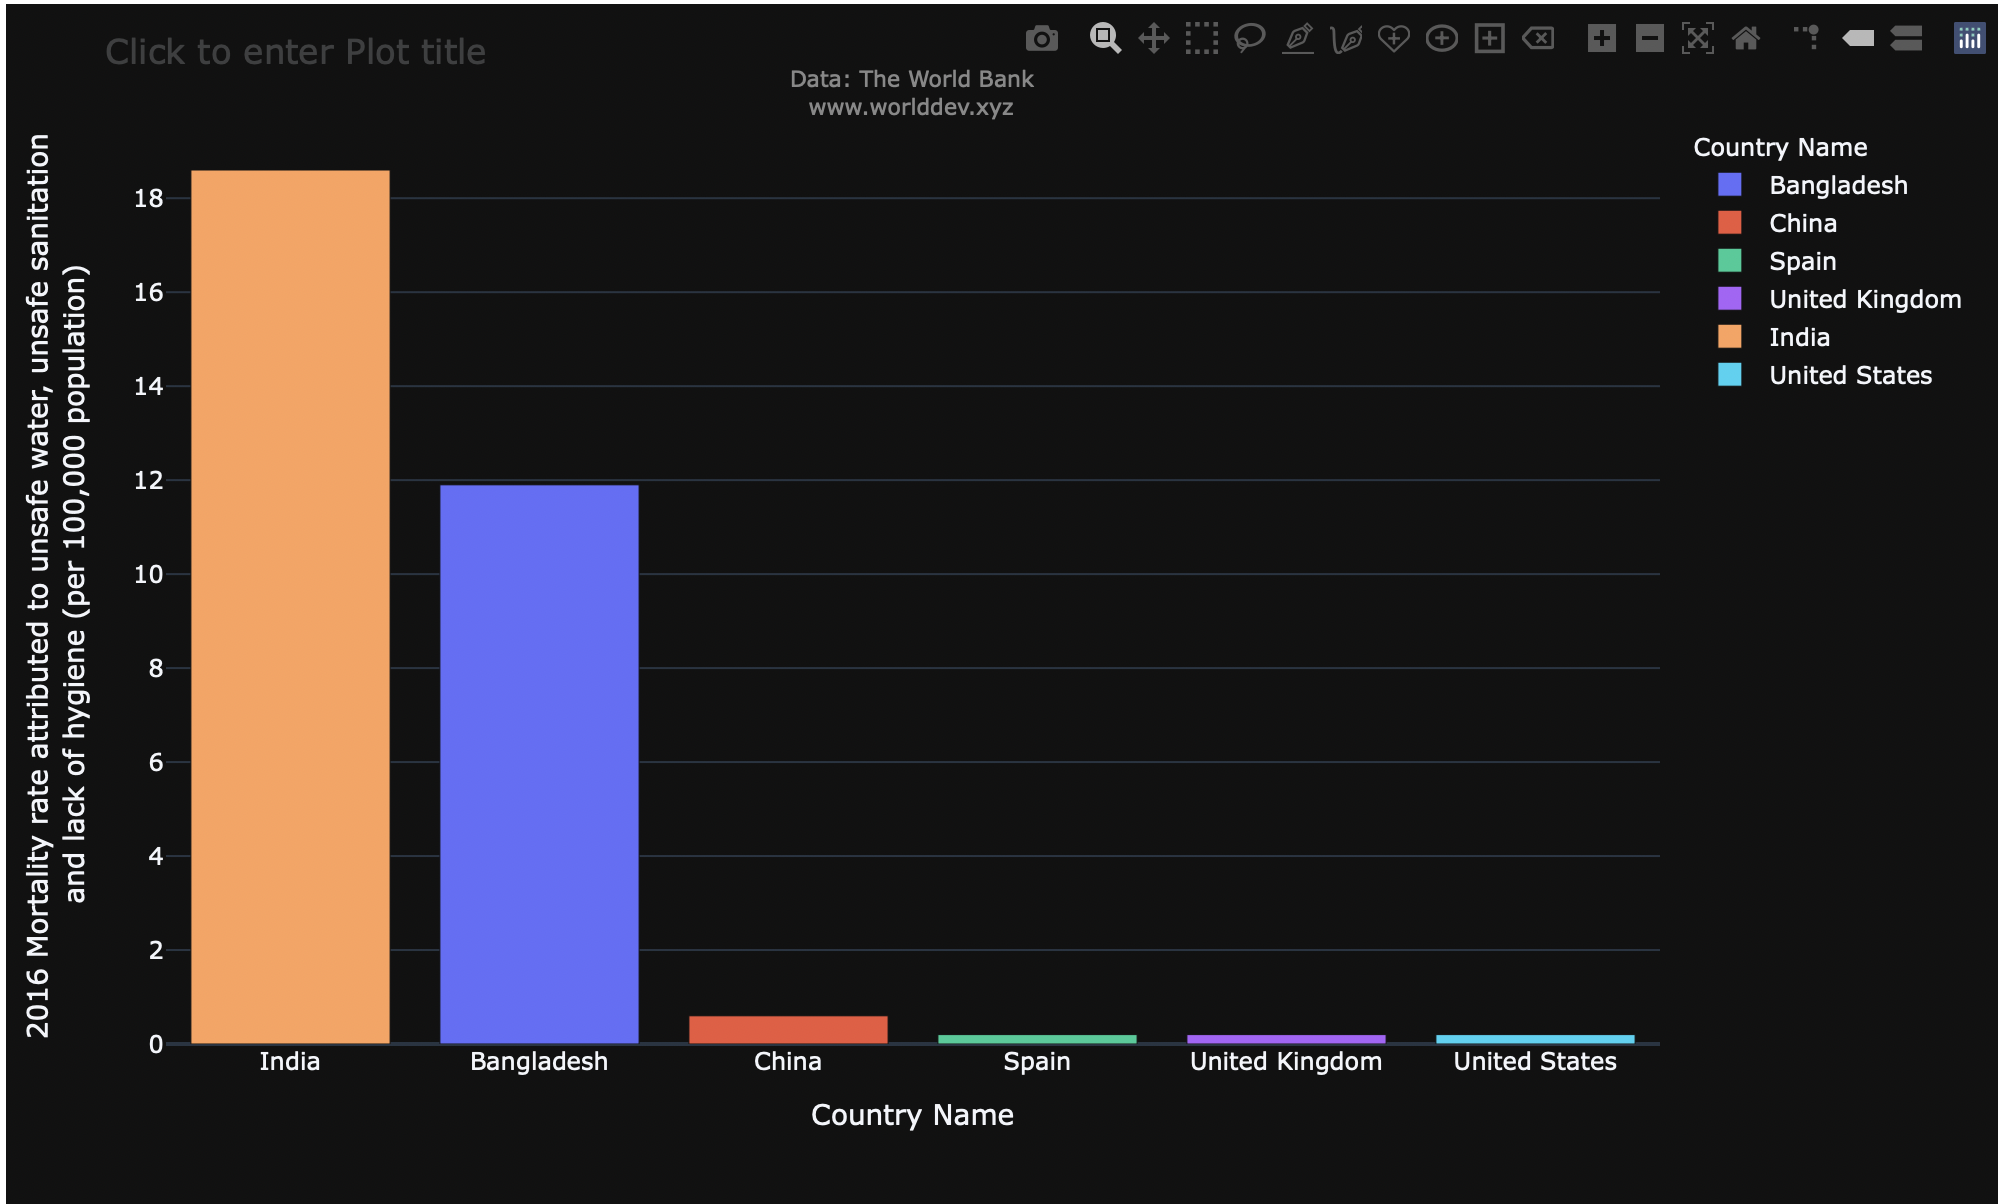 Click to enter Plot title
Data: The World Bank
www.worlddev.xyz
2016 Mortality rate attributed to unsafe water, unsafe sanitation
and lack of hygiene (per 100,000 population)
18
16
14
12
10
8
6
4
2
0
India
Bangladesh
China
Spain
United Kingdom
United States
Country Name
Country Name
Bangladesh
China
Spain
United Kingdom
India
United States